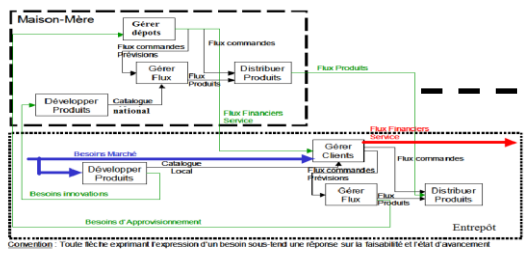 Maison-Mère
Gérer
dépots
Flux commandes
Prévisions
Flux commandes
Gérer
Flux
Flux
Produits
Distribuer
Produits
Flux Produits
Développer
Produits
Catalogue
national
Flux Financiers
Service
Flux Financiers
Service
Besoins Marché
Gérer
Clients
Flux commandes
Développer
Produits
Catalogue
Local
Flux commandes
Prévisions
Besoins innovations
Gérer
Flux
Flux
Produits
Distribuer
Produits
Besoins d'Approvisionnement
Entrepôt
Convention : Toute flèche exprimant l'expression d'un besoin sous-tend une réponse sur la faisabilité et l'état d'avancement